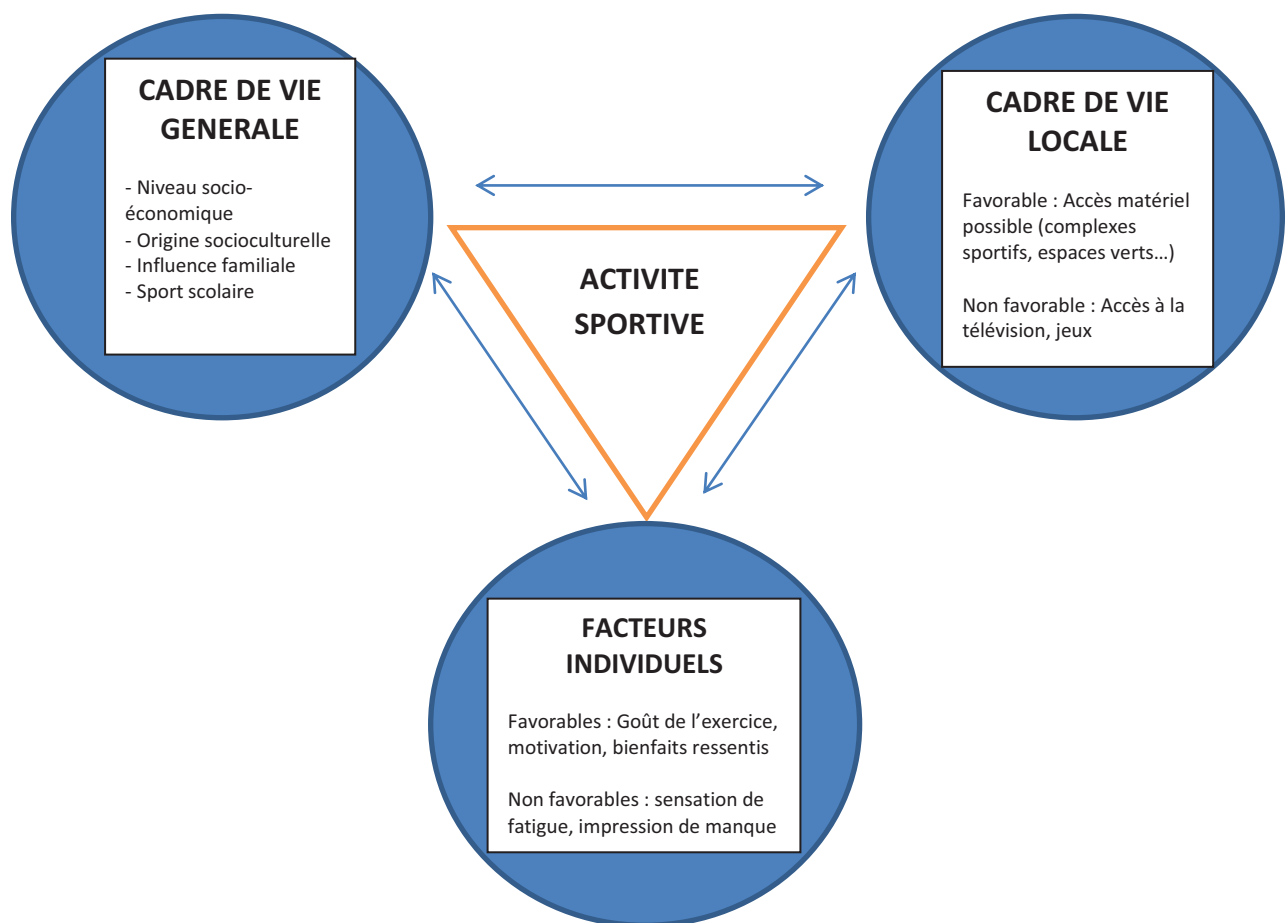 CADRE DE VIE
GENERALE
- Niveau socio-
économique
- Origine socioculturelle
- Influence familiale
- Sport scolaire
CADRE DE VIE
LOCALE
Favorable : Accès matériel
possible (complexes
sportifs, espaces verts…)
Non favorable : Accès à la
télévision, jeux
ACTIVITE
SPORTIVE
FACTEURS
INDIVIDUELS
Favorables : Goût de l’exercice,
motivation, bienfaits ressentis
Non favorables : sensation de
fatigue, impression de manque